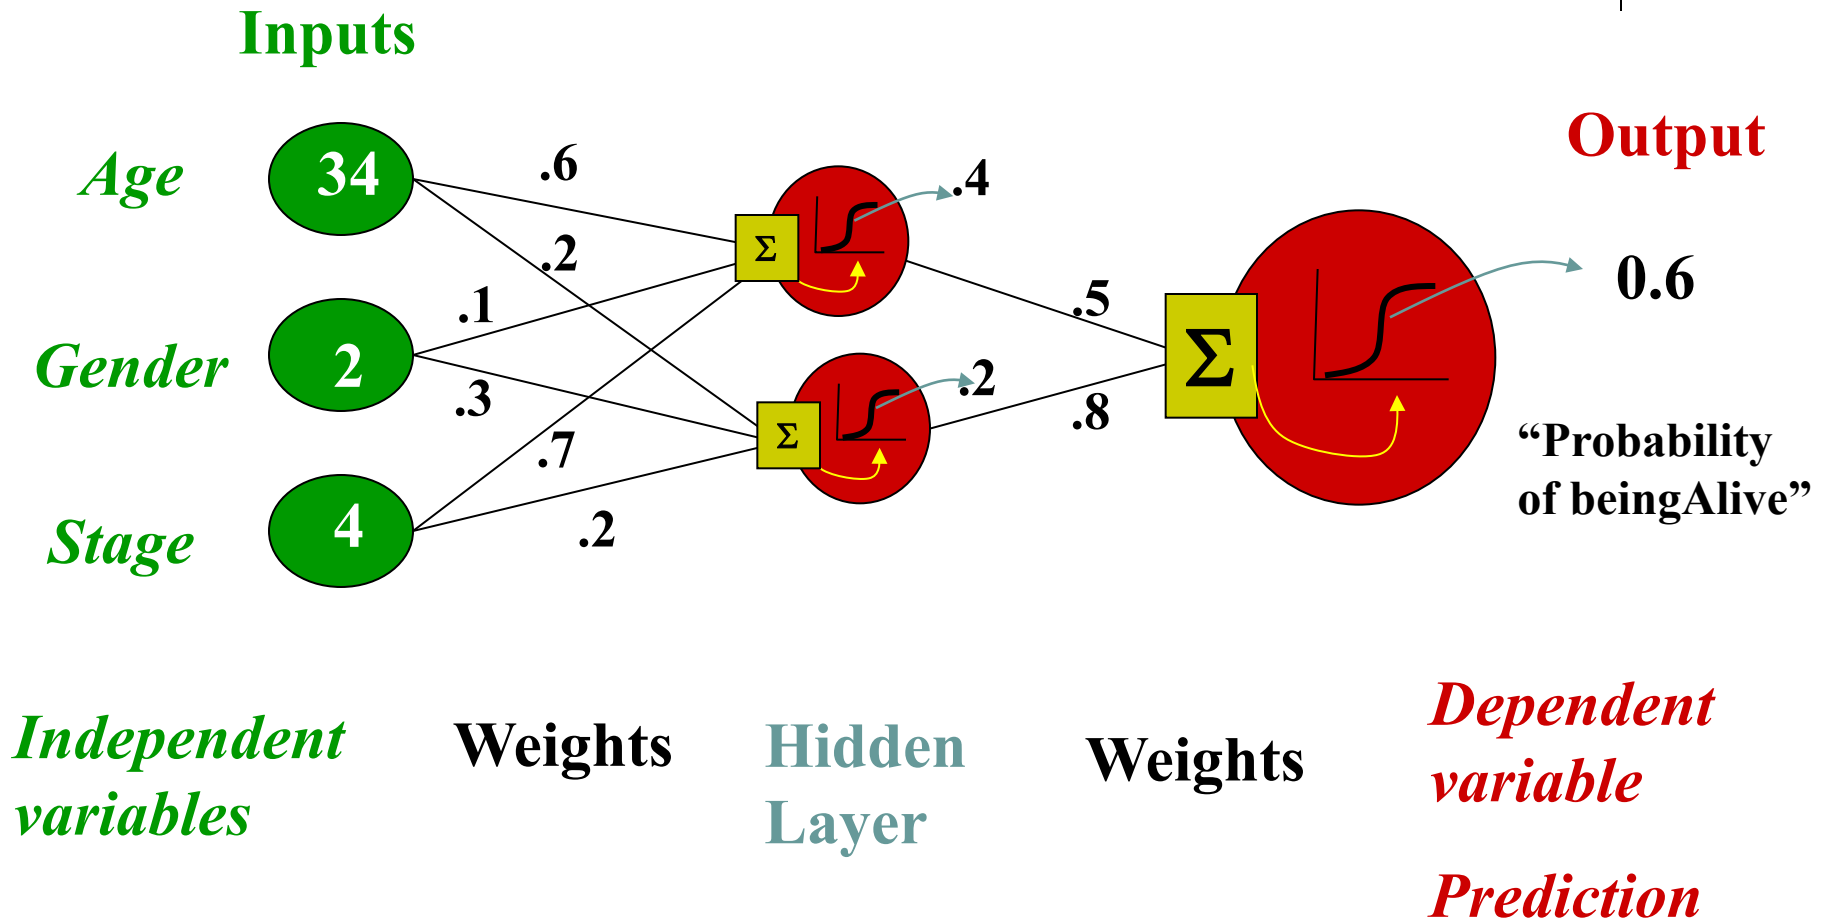 Inputs
Output
Age
34
.6
.4
.2
Σ
Gender
2
.1
.3
.5
Σ
0.6
.2
Σ
.8
Stage
4
.7
.2
“Probability
of beingAlive”
Independent
variables
Weights
Hidden
Layer
Weights
Dependent
variable
Prediction